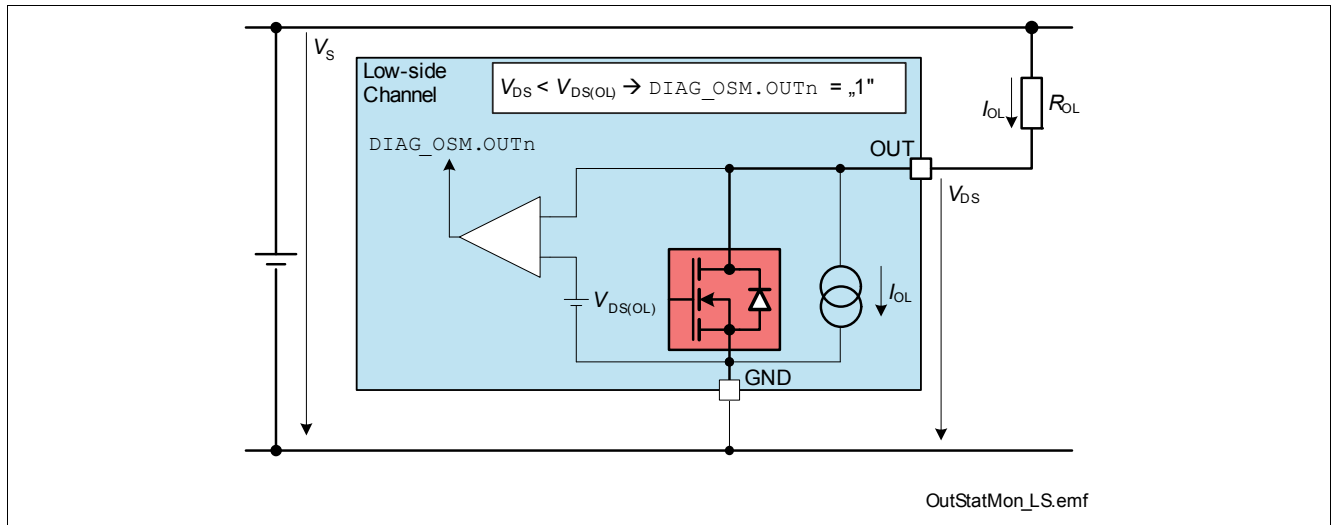 VS
Low-side
Channel
VDS < VDS(OL) → DIAG_OSM.OUTn = „1"
IOL
ROL
DIAG_OSM.OUTn
OUT
VDS
VDS(OL)
IOL
GND
OutStatMon_LS.emf